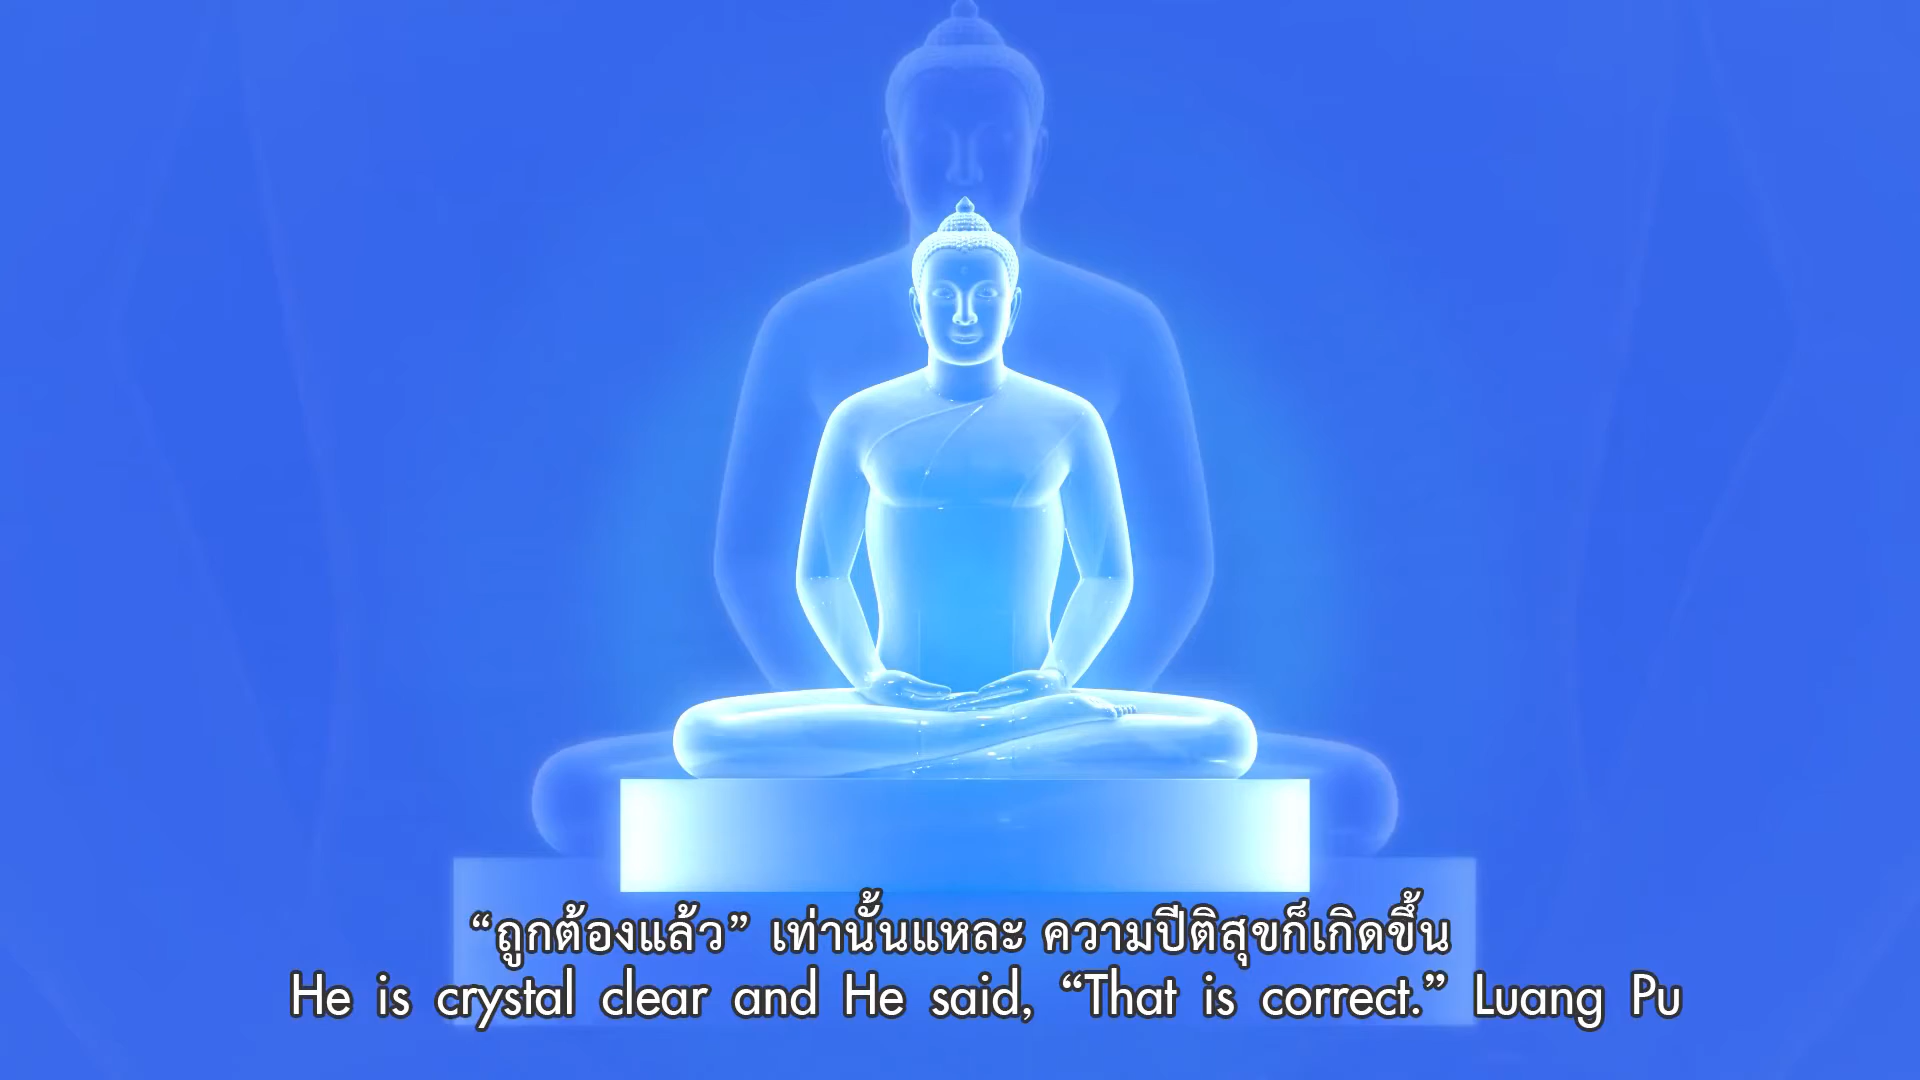 “ถูกต้องแล้ว” เท่านั้นแหละ ความปีติสุขก็เกิดขึ้น
He is crystal clear and He said, “That is correct.” Luang Pu